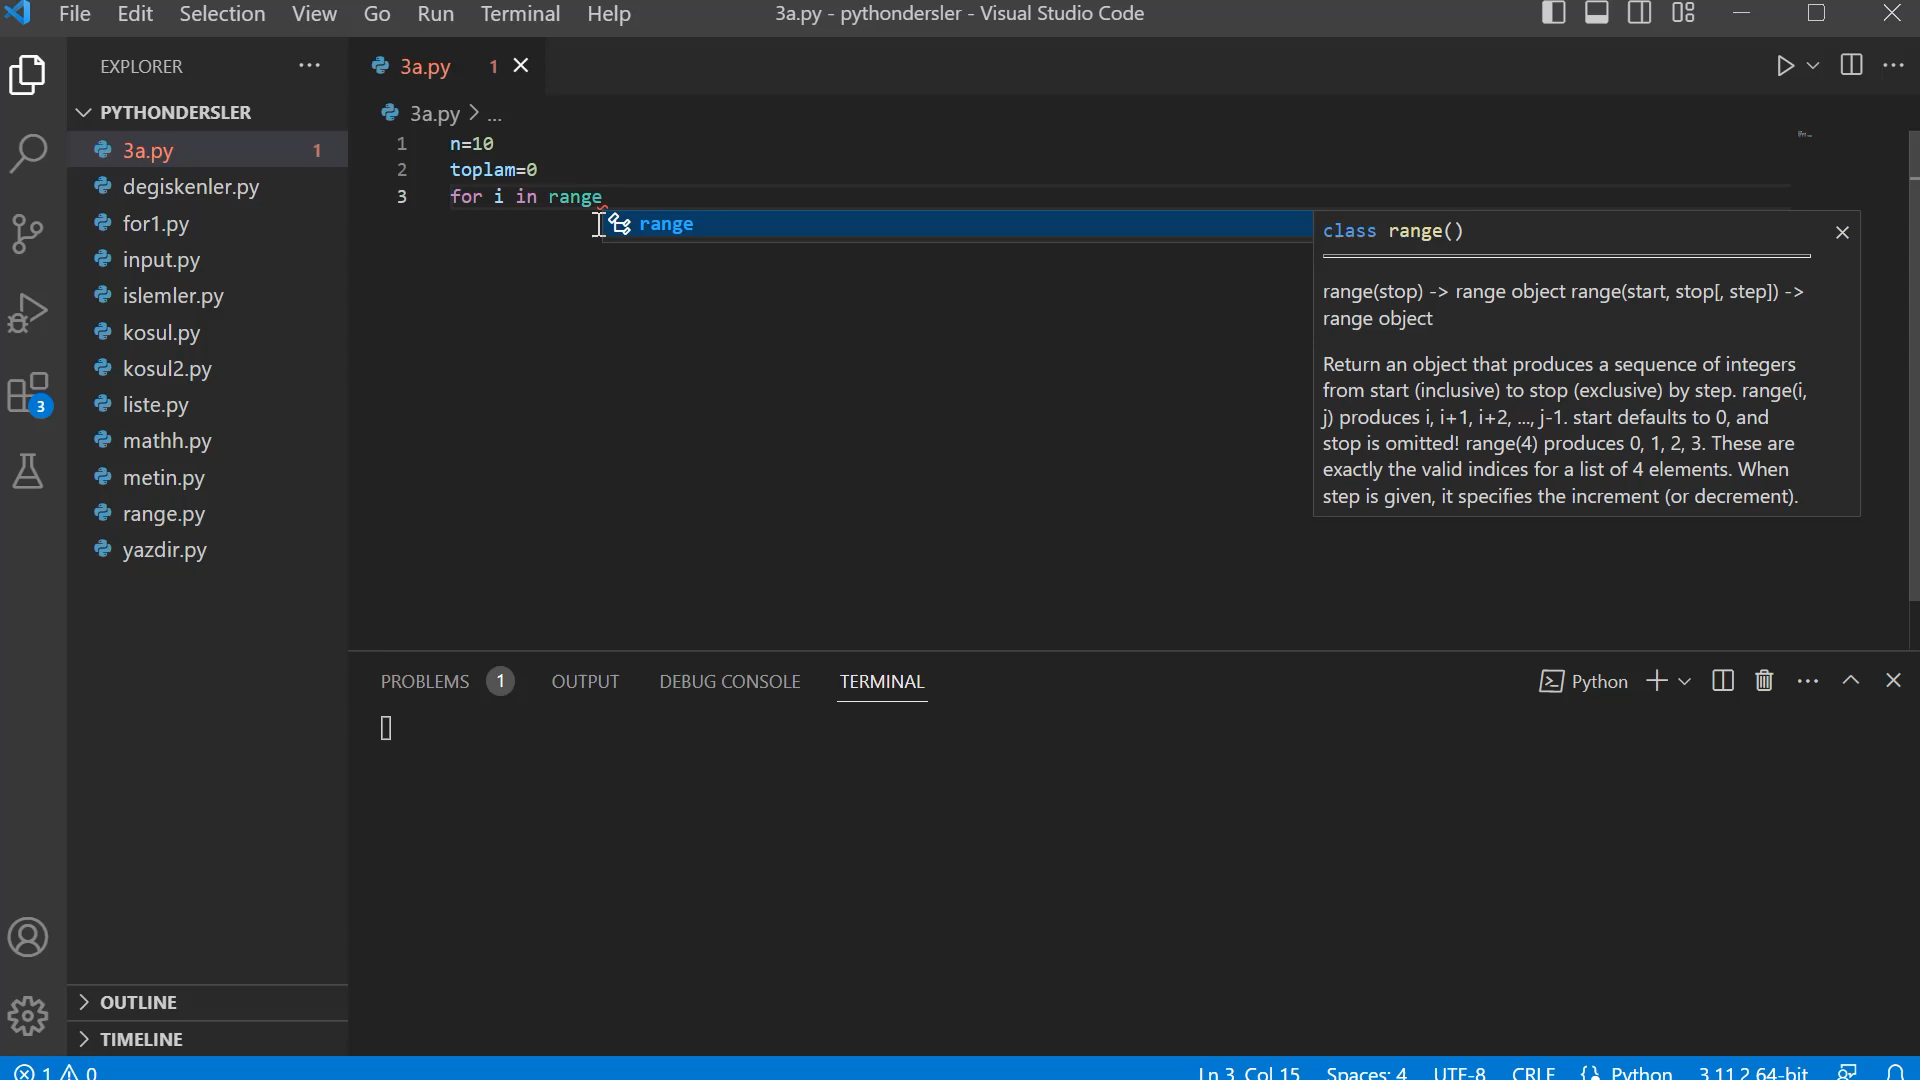 File Edit Selection View Go Run Terminal Help 3a.py - pythondersler - Visual Studio Code
EXPLORER
3a.py 1
PYTHONDERSLER
3a.py 1
degiskenler.py
for1.py
input.py
islemler.py
kosul.py
kosul2.py
liste.py
mathh.py
metin.py
range.py
yazdir.py
3
OUTLINE
TIMELINE
3a.py > ...
1 n=10
2 toplam=0
3 for i in range
range
class range()
range(stop) -> range object range(start, stop[, step]) ->
range object
Return an object that produces a sequence of integers
from start (inclusive) to stop (exclusive) by step. range(i,
j) produces i, i+1, i+2, ..., j-1. start defaults to 0, and
stop is omitted! range(4) produces 0, 1, 2, 3. These are
exactly the valid indices for a list of 4 elements. When
step is given, it specifies the increment (or decrement).
PROBLEMS 1 OUTPUT DEBUG CONSOLE TERMINAL Python
1 0 Ln 3, Col 15 Spaces: 4 UTF-8 CRLF Python 3.11.2 64-bit